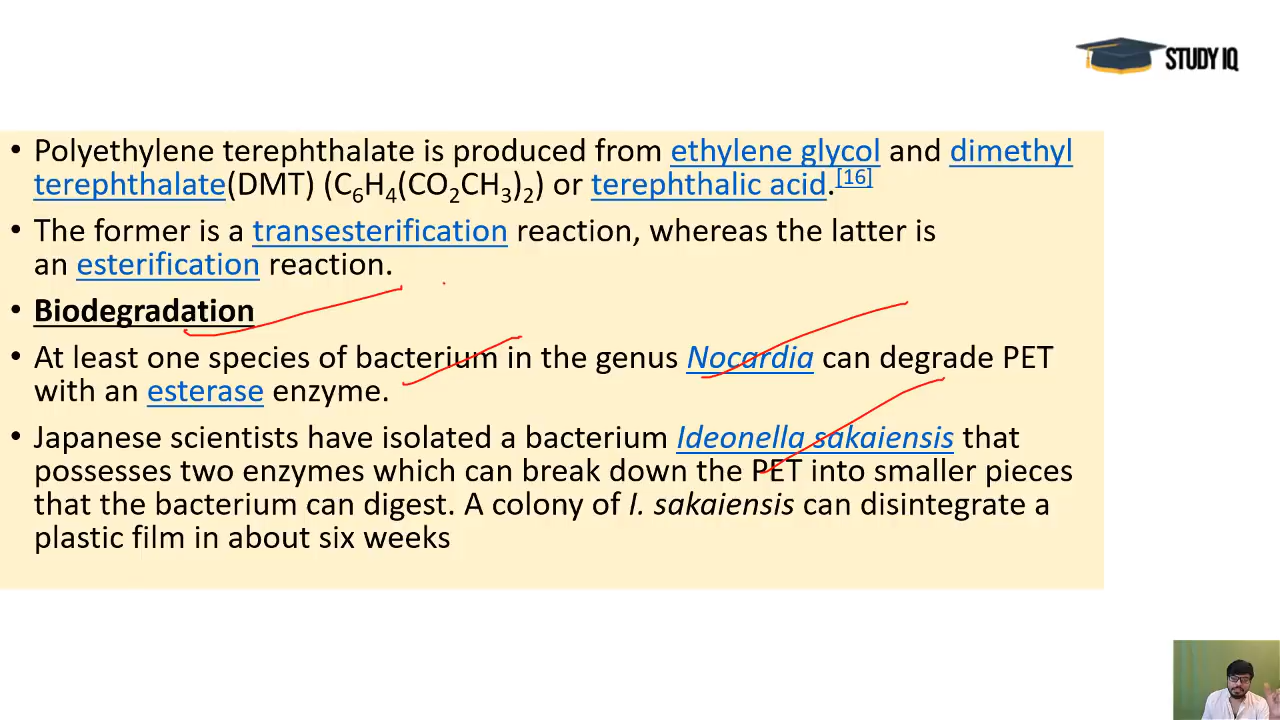 STUDY IQ
• Polyethylene terephthalate is produced from ethylene glycol and dimethyl
terephthalate(DMT) (C₆H₄(CO₂CH₃)₂) or terephthalic acid.[16]
• The former is a transesterification reaction, whereas the latter is
an esterification reaction.
• Biodegradation
• At least one species of bacterium in the genus Nocardia can degrade PET
with an esterase enzyme.
• Japanese scientists have isolated a bacterium Ideonella sakaiensis that
possesses two enzymes which can break down the PET into smaller pieces
that the bacterium can digest. A colony of I. sakaiensis can disintegrate a
plastic film in about six weeks